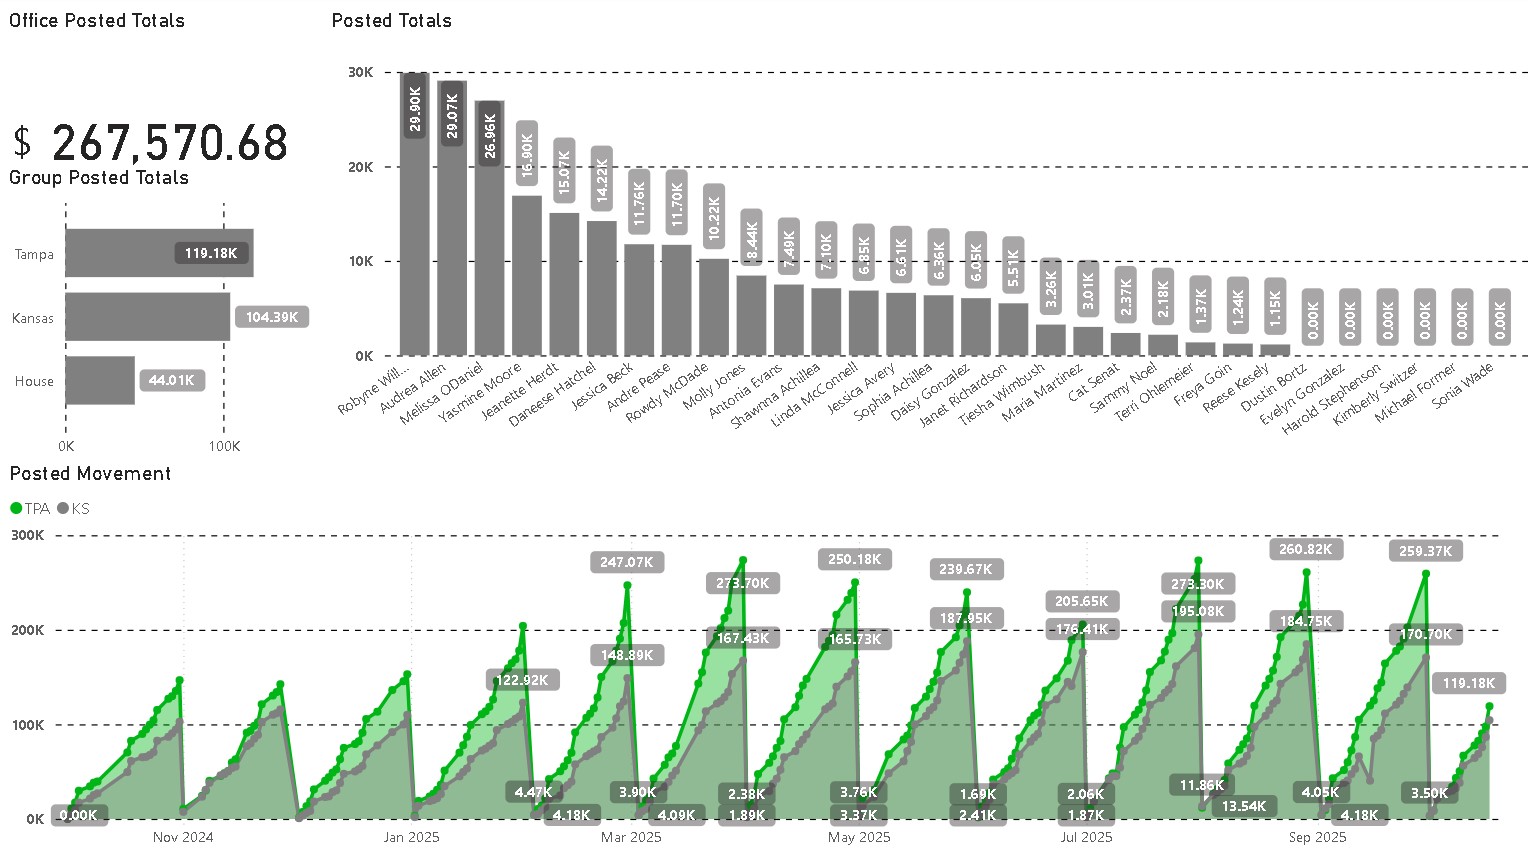 Office Posted Totals
$ 267,570.68
Group Posted Totals
Tampa
119.18K
Kansas
104.39K
House
44.01K
0K
100K
Posted Totals
30K
20K
10K
0K
29.90K
29.07K
26.96K
16.90K
15.07K
14.22K
11.76K
11.70K
10.22K
8.44K
7.49K
7.10K
6.85K
6.61K
6.36K
6.05K
5.51K
3.26K
3.01K
2.37K
2.18K
1.37K
1.24K
1.15K
0.00K
0.00K
0.00K
0.00K
0.00K
0.00K
Robyne Will...
Audrea Allen
Melissa ODaniel
Yasmine Moore
Jeanette Herdt
Daneese Hatchel
Jessica Beck
Andre Pease
Rowdy McDade
Molly Jones
Antonia Evans
Shawnna Achillea
Linda McConnell
Jessica Avery
Sophia Achillea
Daisy Gonzalez
Janet Richardson
Tiesha Wimbush
Maria Martinez
Cat Senat
Sammy Noel
Terri Ohlemeier
Freya Goin
Reese Kesely
Dustin Bortz
Evelyn Gonzalez
Harold Stephenson
Kimberly Switzer
Michael Former
Sonia Wade
Posted Movement
TPA KS
300K
200K
100K
0K
247.07K
273.70K
250.18K
239.67K
205.65K
273.80K
260.82K
259.37K
122.92K
148.89K
167.43K
165.73K
187.95K
176.41K
195.08K
184.75K
170.70K
119.18K
0.00K
4.47K
4.18K
3.90K
4.09K
2.38K
1.89K
3.76K
3.37K
1.69K
2.41K
2.06K
1.87K
11.86K
13.54K
4.05K
4.18K
3.50K
Nov 2024
Jan 2025
Mar 2025
May 2025
Jul 2025
Sep 2025